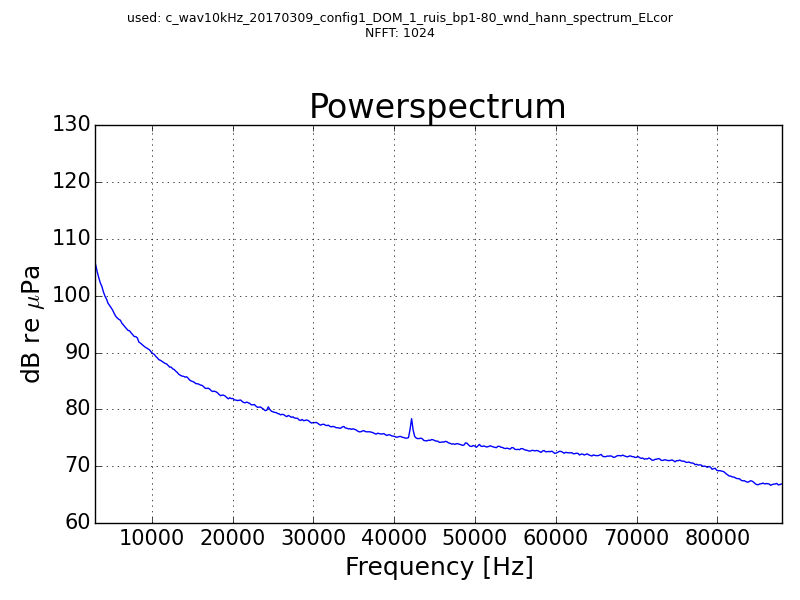 used: c_wav10kHz_20170309_config1_DOM_1_ruis_bp1-80_wnd_hann_spectrum_ELcor
NFFT: 1024
Powerspectrum
130
120
110
100
90
80
70
60
dB re μPa
10000 20000 30000 40000 50000 60000 70000 80000
Frequency [Hz]